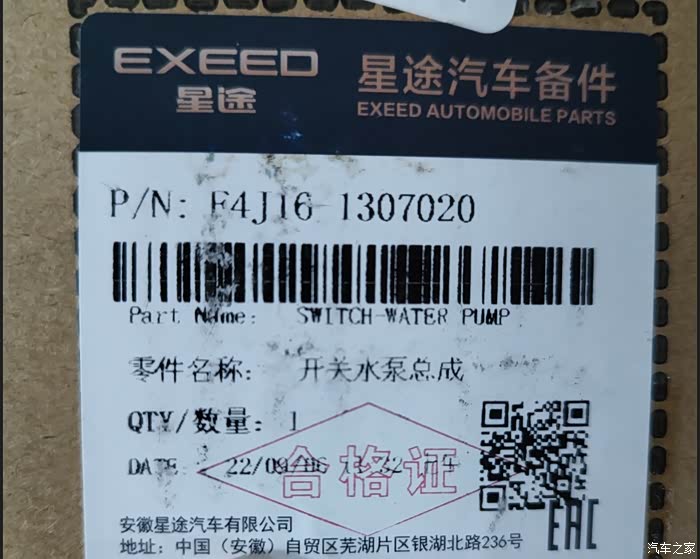 EXEED
星途
星途汽车备件
EXEED AUTOMOBILE PARTS
P/N: F4J16-1307020
Part Name: SWITCH-WATER PUMP
零件名称: 开关水泵总成
QTY/数量: 1
DATE 22/09/06
合格证
安徽星途汽车有限公司
地址: 中国（安徽）自贸区芜湖片区银湖北路236号
EAC
汽车之家